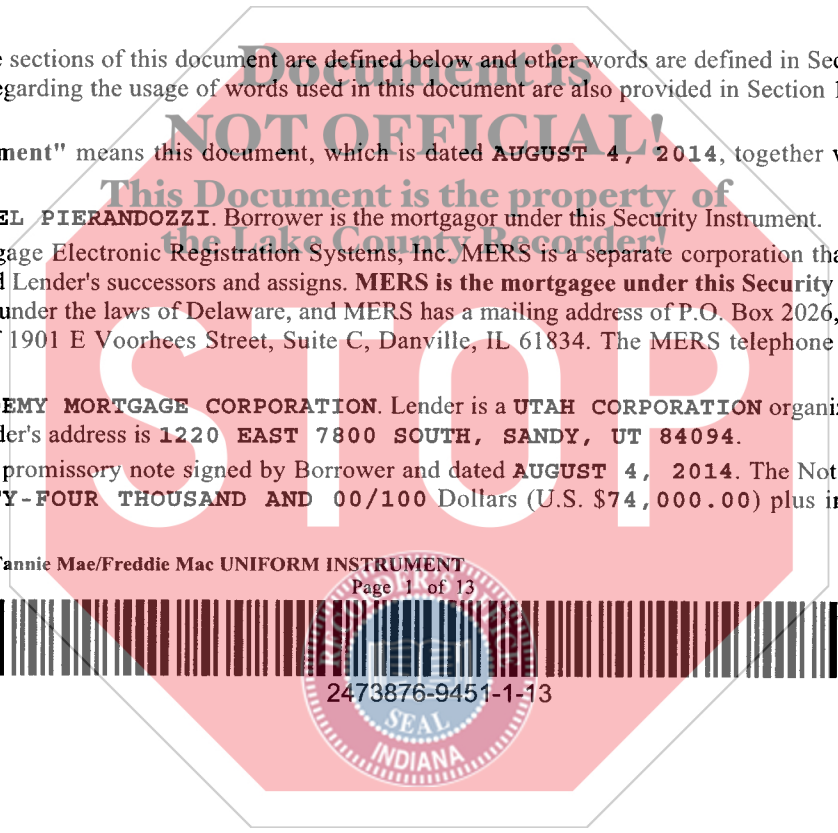 sections of this document are defined below and other words are defined in Sec
egarding the usage of words used in this document are also provided in Section 1
Document is
NOT OFFICIAL!
ment" means this document, which is dated AUGUST 4, 2014, together
This Document is the property of
the Lake County Recorder!
EL PIERANDOZZI. Borrower is the mortgagor under this Security Instrument.
gage Electronic Registration Systems, Inc. MERS is a separate corporation tha
d Lender's successors and assigns. MERS is the mortgagee under this Security
under the laws of Delaware, and MERS has a mailing address of P.O. Box 2026,
1901 E Voorhees Street, Suite C, Danville, IL 61834. The MERS telephone
STOP
EMY MORTGAGE CORPORATION. Lender is a UTAH CORPORATION organiz
der's address is 1220 EAST 7800 SOUTH, SANDY, UT 84094.
promissory note signed by Borrower and dated AUGUST 4, 2014. The Not
Y-FOUR THOUSAND AND 00/100 Dollars (U.S. $74,000.00) plus in
annie Mae/Freddie Mac UNIFORM INSTRUMENT
Page 1 of 13
RECORDER'S OFFICE
2473876-9451-1-13
SEAL
INDIANA